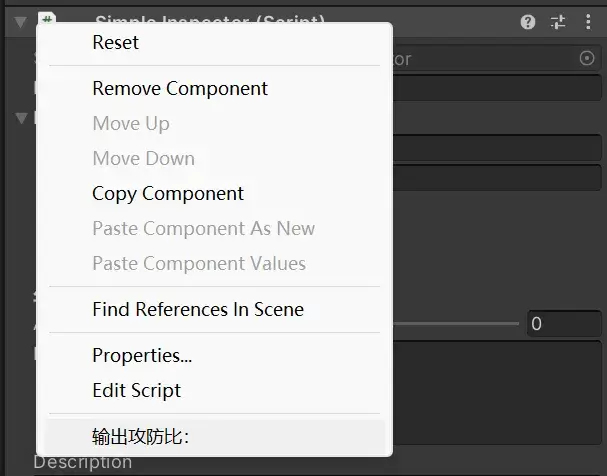 Simple Inspector (Script)
Reset
Remove Component
Move Up
Move Down
Copy Component
Paste Component As New
Paste Component Values
Find References In Scene
0
Properties...
Edit Script
输出攻防比：
Description